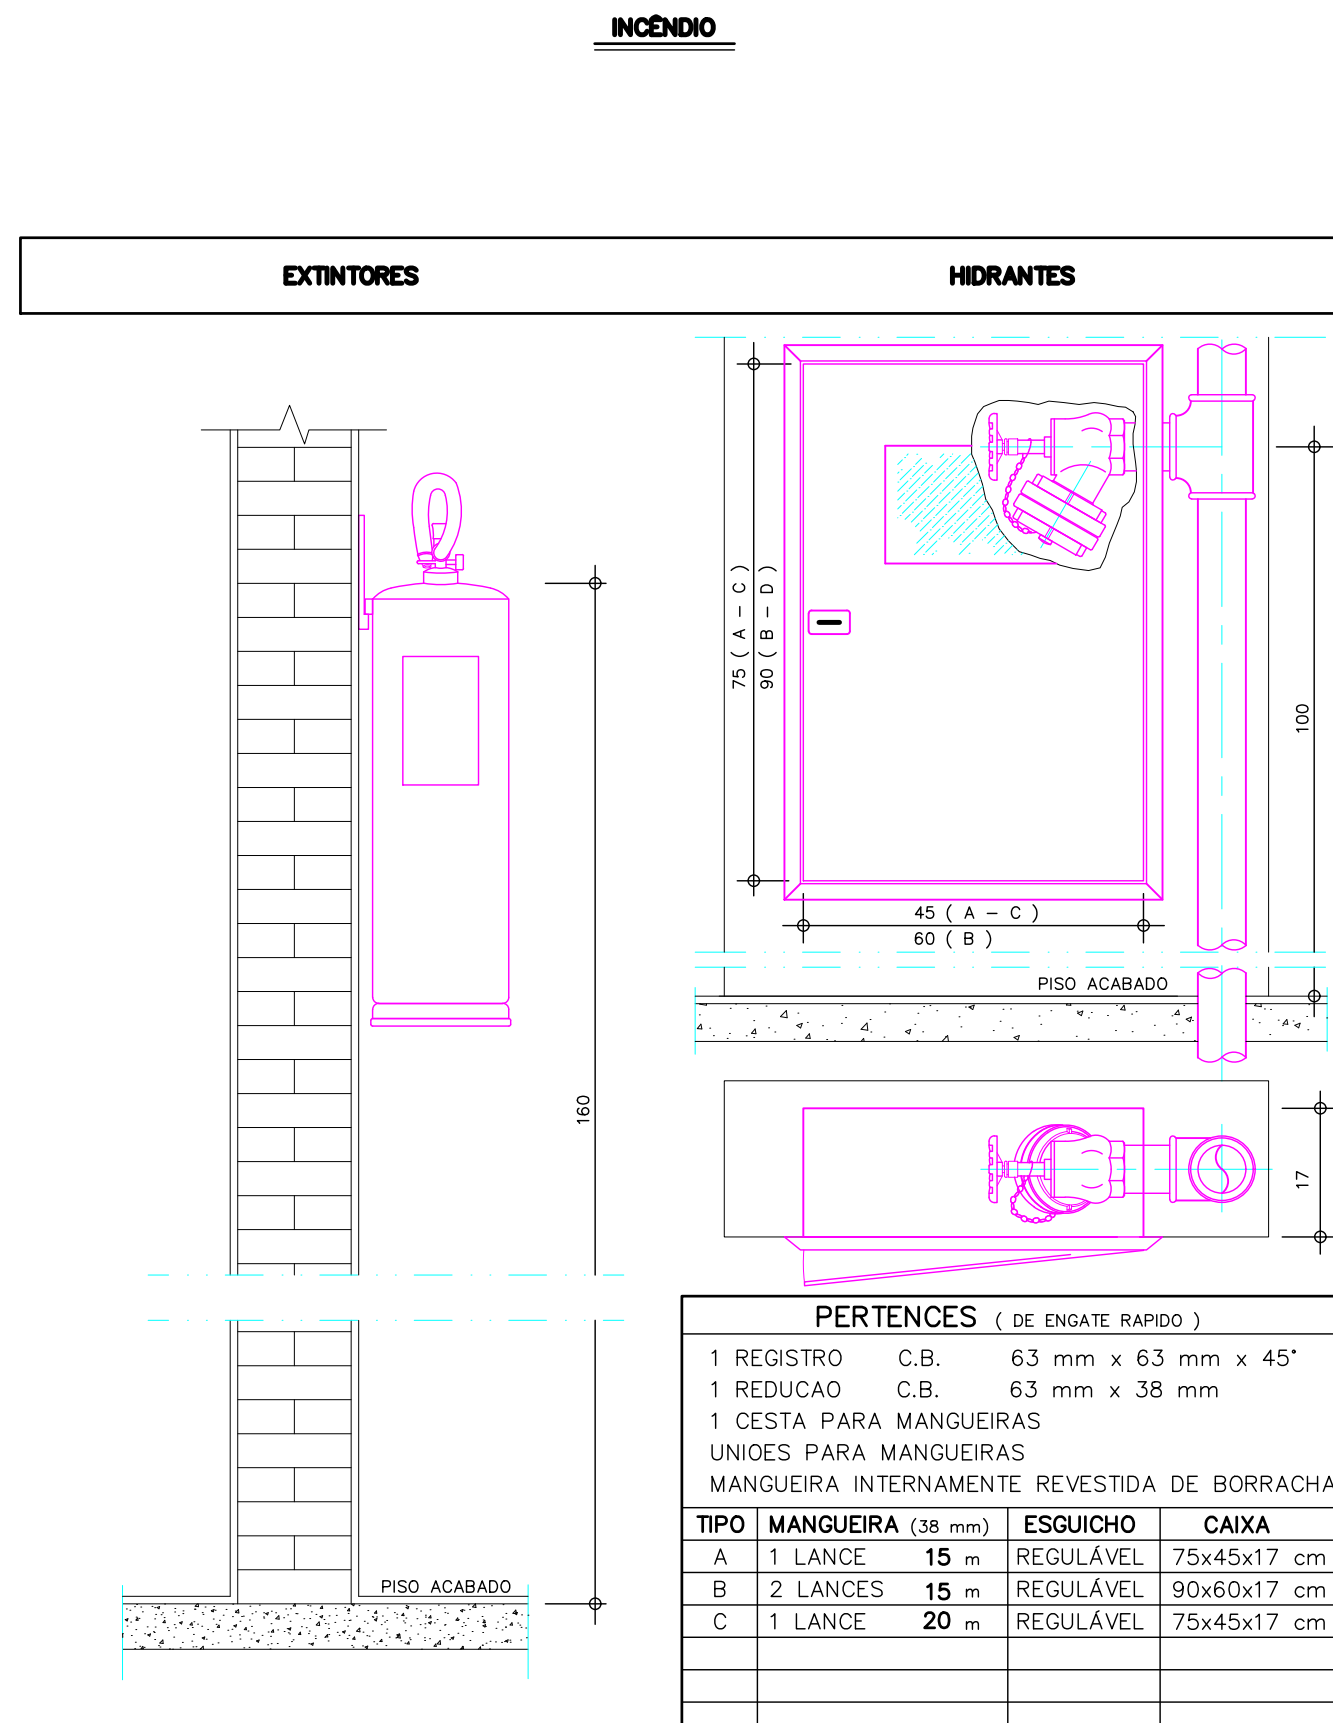 INCÊNDIO
EXTINTORES
HIDRANTES
75 ( A - C )
90 ( B - D )
100
45 ( A - C )
60 ( B )
PISO ACABADO
160
17
PISO ACABADO
PERTENCES ( DE ENGATE RAPIDO )
1 REGISTRO C.B. 63 mm x 63 mm x 45°
1 REDUCAO C.B. 63 mm x 38 mm
1 CESTA PARA MANGUEIRAS
UNIOES PARA MANGUEIRAS
MANGUEIRA INTERNAMENTE REVESTIDA DE BORRACHA
TIPO MANGUEIRA (38 mm) ESGUICHO CAIXA
A 1 LANCE 15 m REGULÁVEL 75x45x17 cm
B 2 LANCES 15 m REGULÁVEL 90x60x17 cm
C 1 LANCE 20 m REGULÁVEL 75x45x17 cm